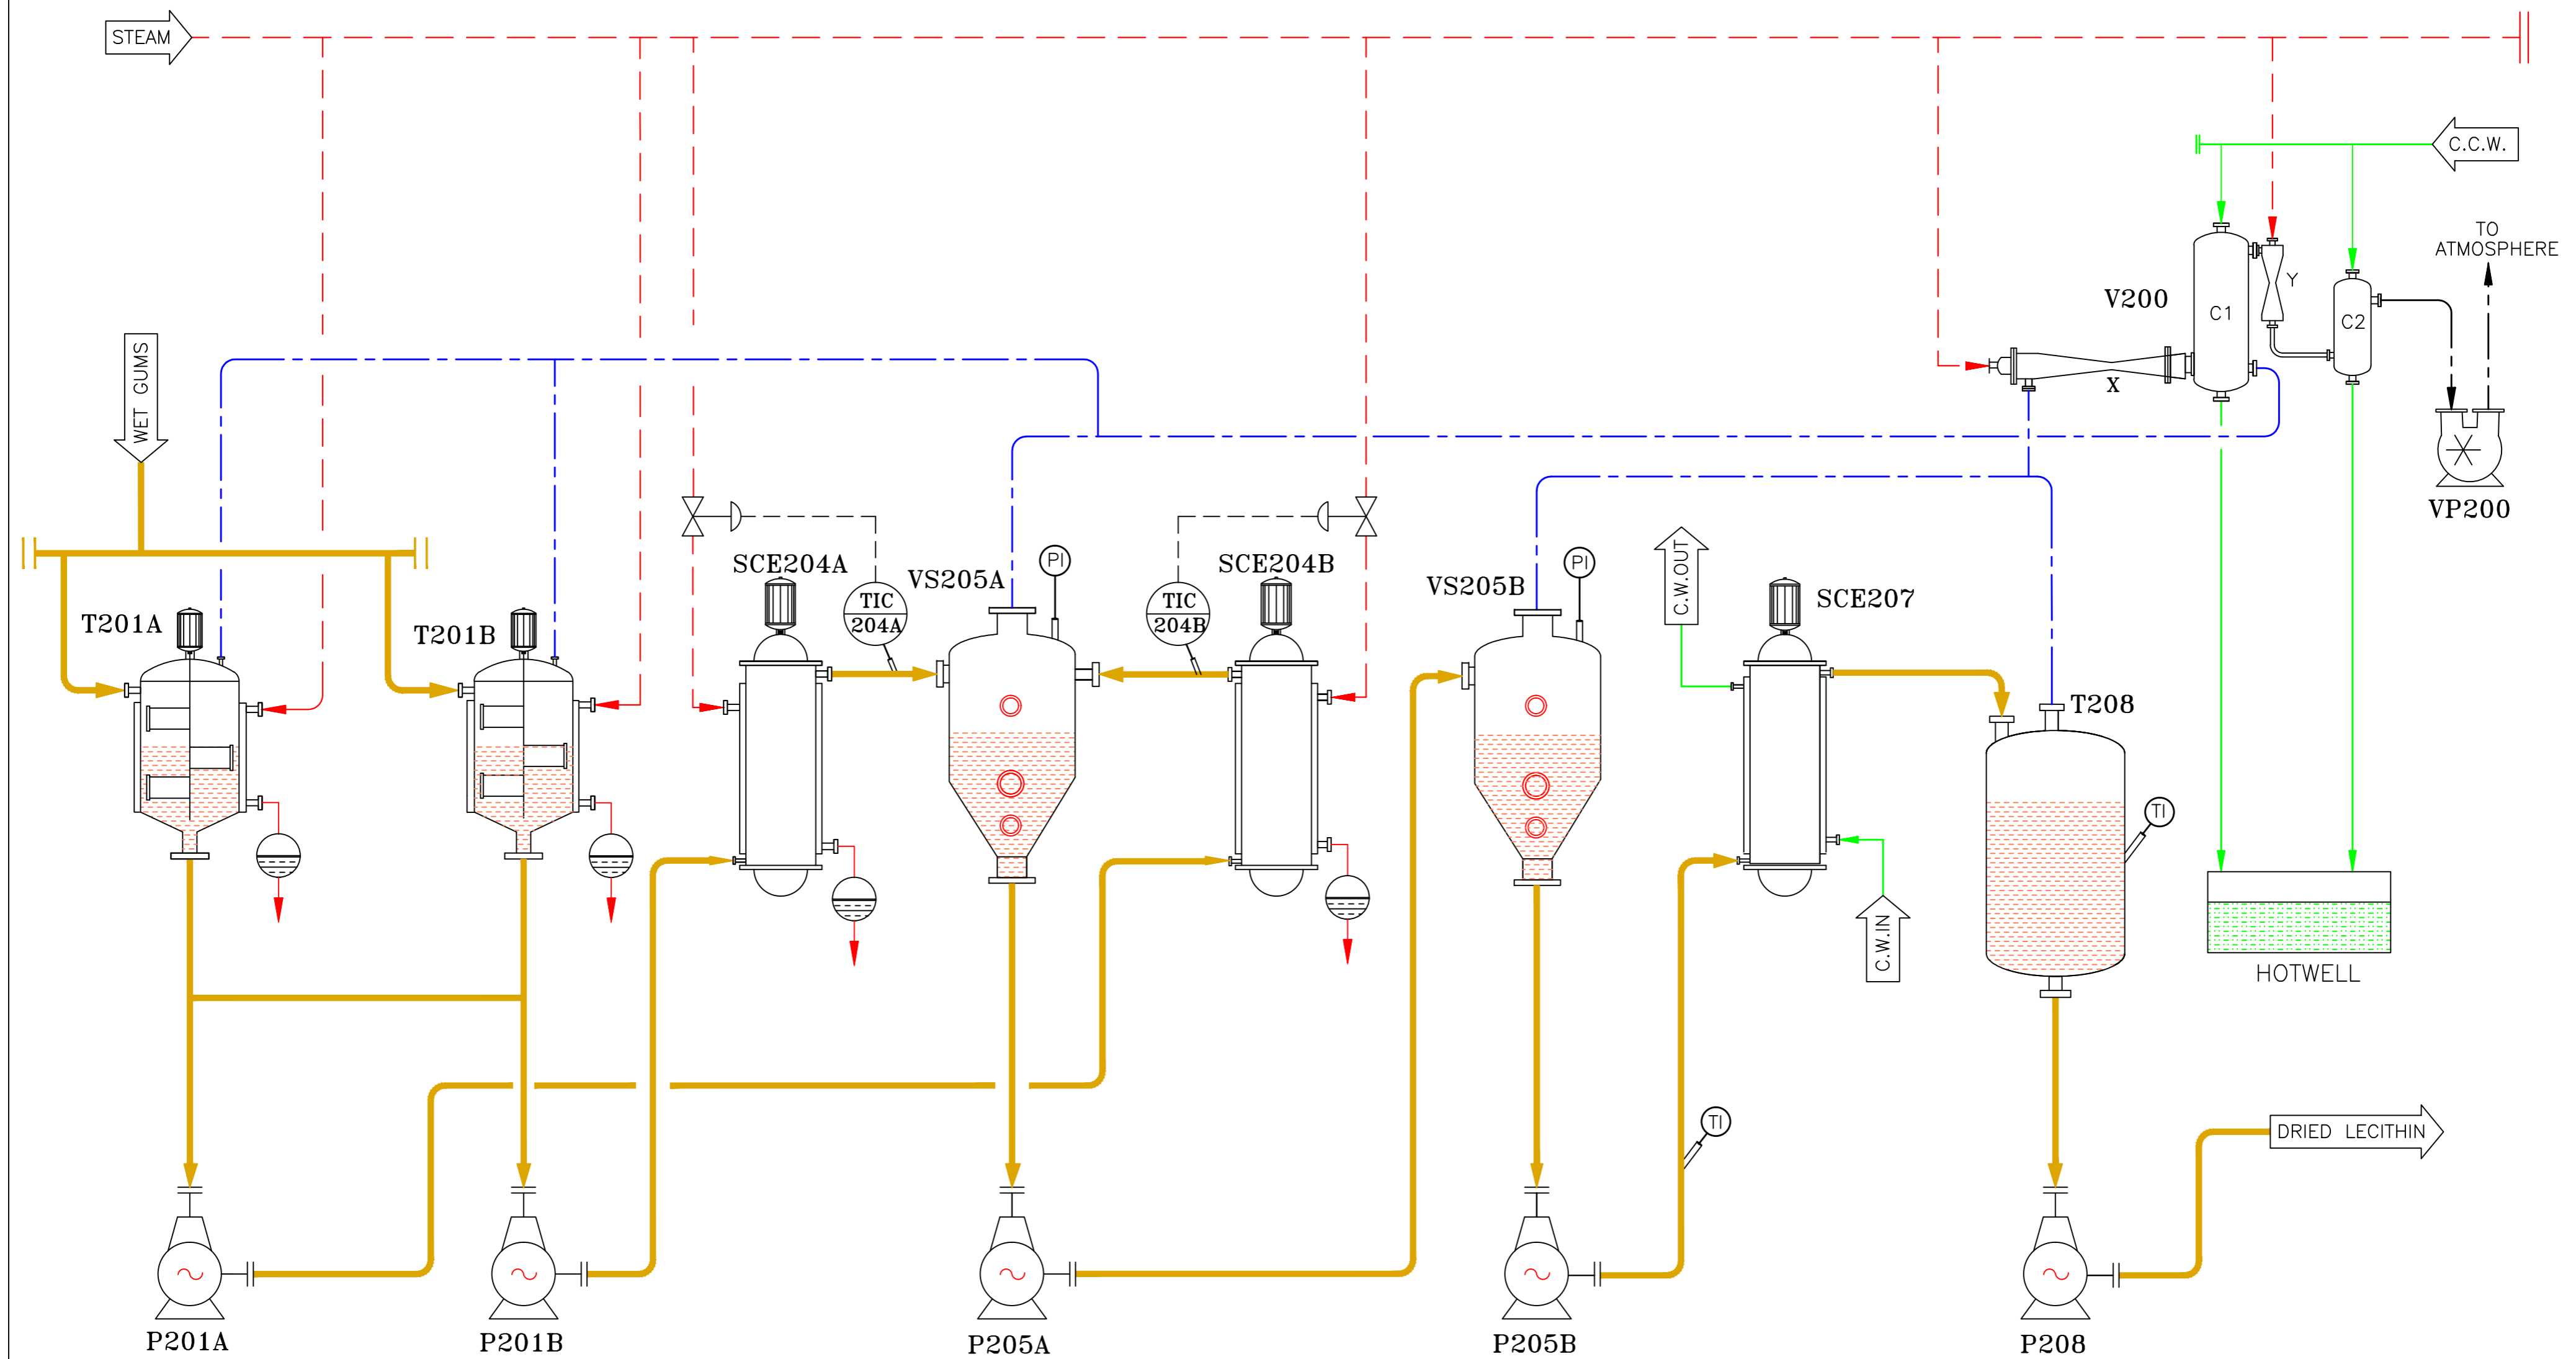 STEAM
C.C.W.
TO
ATMOSPHERE
Y
V200
C1
C2
WET GUMS
X
VP200
C.W.OUT
SCE204A
VS205A
PI
SCE204B
VS205B
PI
SCE207
T201A
T201B
TIC
204A
TIC
204B
T208
TI
C.W.IN
HOTWELL
TI
DRIED LECITHIN
P201A
P201B
P205A
P205B
P208